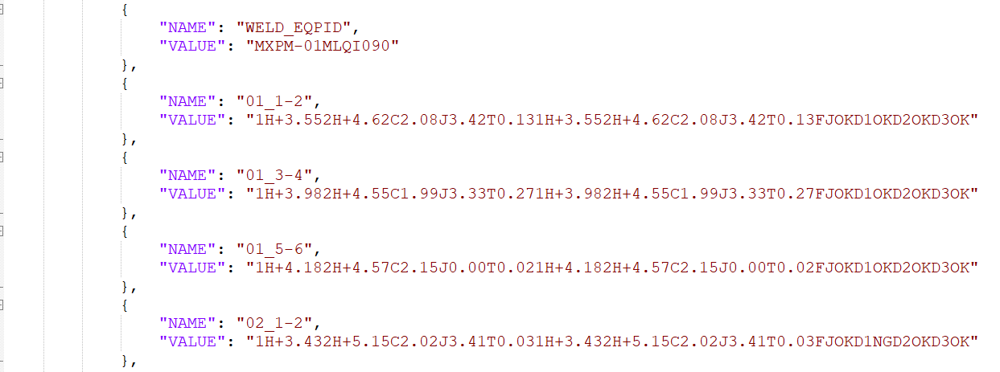 {
"NAME": "WELD_EQPID",
"VALUE": "MXPM-01MLQI090"
},
{
"NAME": "01_1-2",
"VALUE": "1H+3.552H+4.62C2.08J3.42T0.131H+3.552H+4.62C2.08J3.42T0.13FJOKD1OKD2OKD3OK"
},
{
"NAME": "01_3-4",
"VALUE": "1H+3.982H+4.55C1.99J3.33T0.271H+3.982H+4.55C1.99J3.33T0.27FJOKD1OKD2OKD3OK"
},
{
"NAME": "01_5-6",
"VALUE": "1H+4.182H+4.57C2.15J0.00T0.021H+4.182H+4.57C2.15J0.00T0.02FJOKD1OKD2OKD3OK"
},
{
"NAME": "02_1-2",
"VALUE": "1H+3.432H+5.15C2.02J3.41T0.031H+3.432H+5.15C2.02J3.41T0.03FJOKD1NGD2OKD3OK"
},